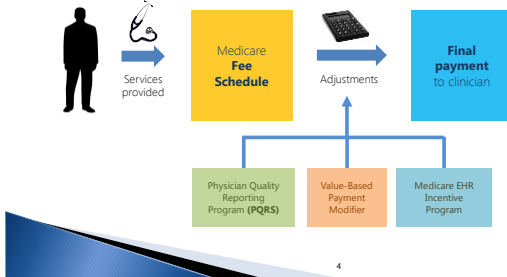 Services
provided
Medicare
Fee
Schedule
Adjustments
Final
payment
to clinician
Physician Quality
Reporting
Program (PQRS)
Value-Based
Payment
Modifier
Medicare EHR
Incentive
Program
4